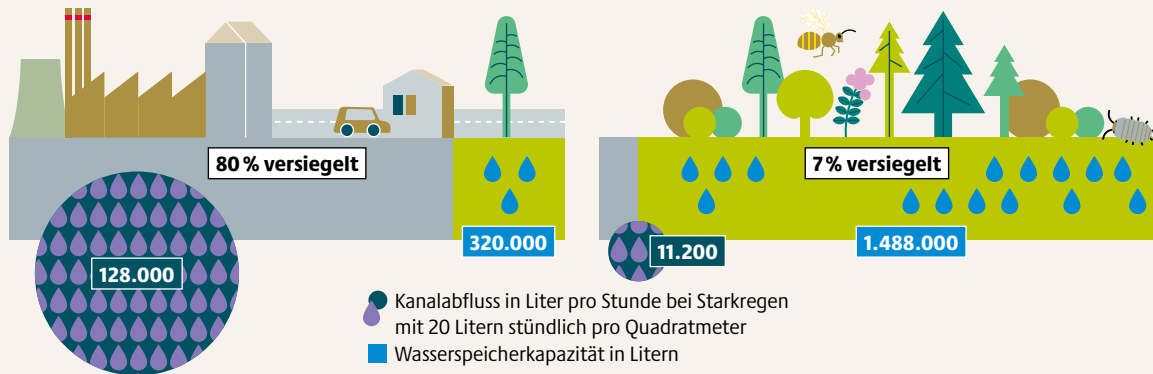 80 % versiegelt
7 % versiegelt
320.000
1.488.000
11.200
128.000
Kanalabfluss in Liter pro Stunde bei Starkregen
mit 20 Litern stündlich pro Quadratmeter
Wasserspeicherkapazität in Litern